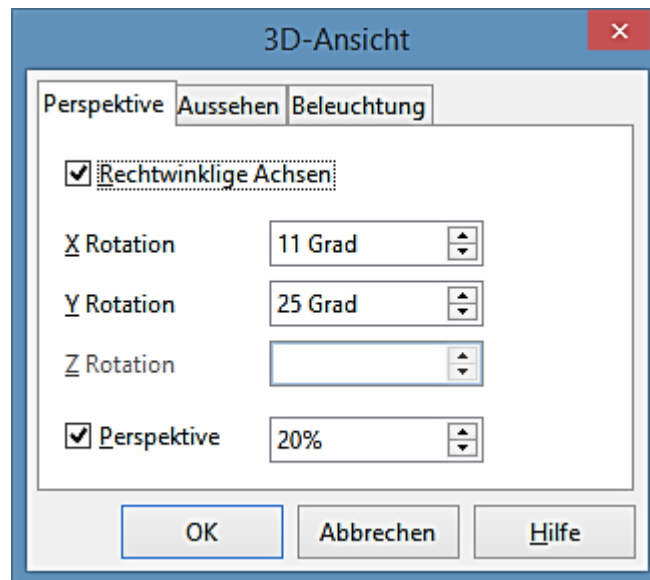 3D-Ansicht
Perspektive Aussehen Beleuchtung
Rechtwinklige Achsen
X Rotation 11 Grad
Y Rotation 25 Grad
Z Rotation
Perspektive 20%
OK Abbrechen Hilfe